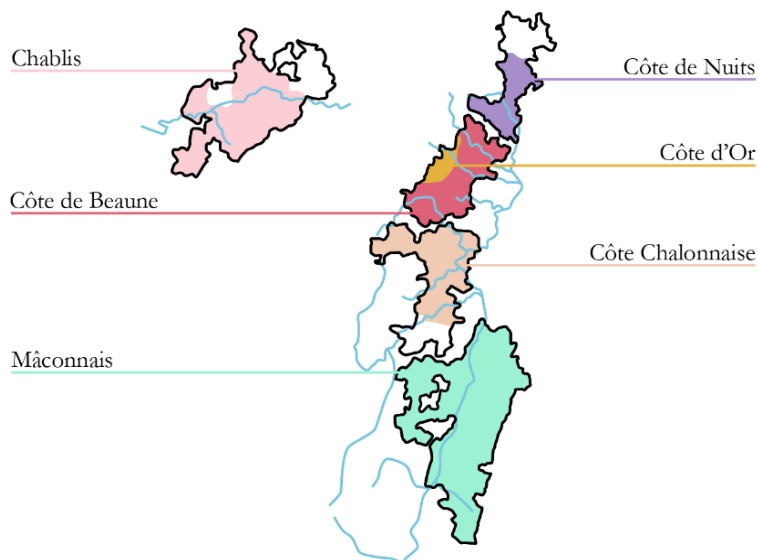 Chablis
Côte de Nuits
Côte d’Or
Côte de Beaune
Côte Chalonnaise
Mâconnais